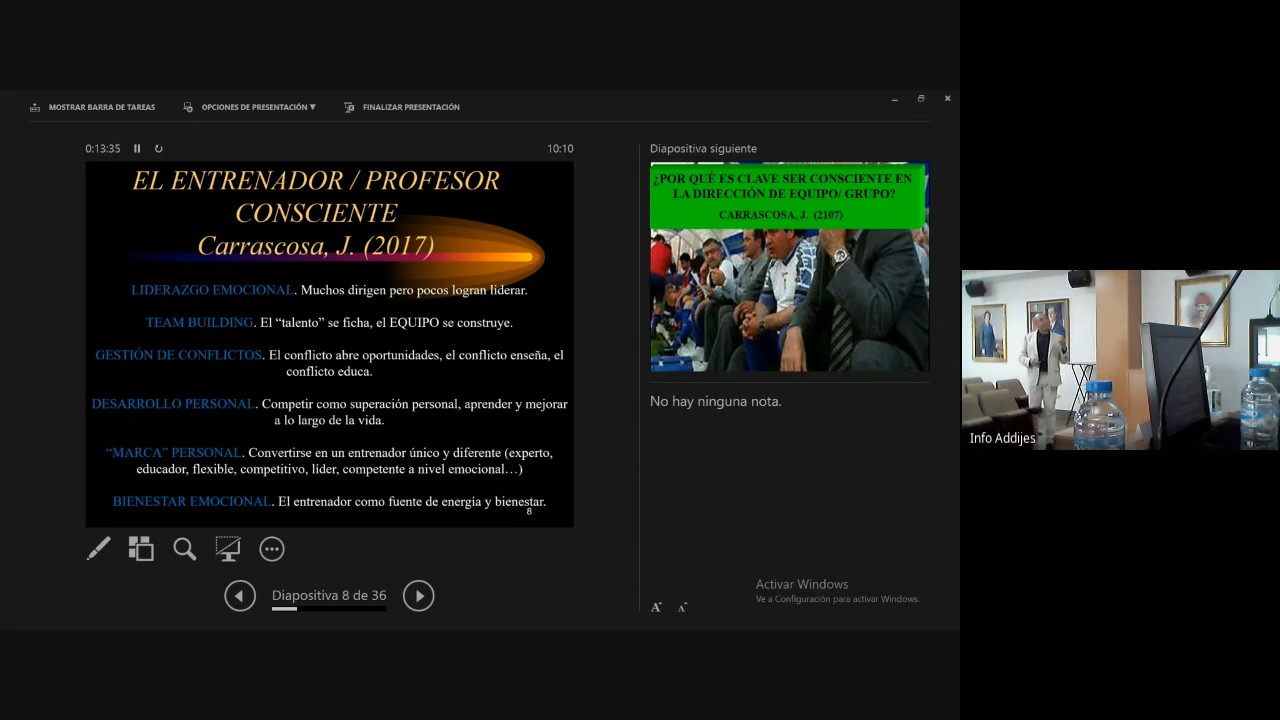 MOSTRAR BARRA DE TAREAS
OPCIONES DE PRESENTACIÓN ▼
FINALIZAR PRESENTACIÓN
0:13:35
10:10
EL ENTRENADOR / PROFESOR
CONSCIENTE
Carrascosa, J. (2017)
LIDERAZGO EMOCIONAL. Muchos dirigen pero pocos logran liderar.
TEAM BUILDING. El “talento” se ficha, el EQUIPO se construye.
GESTIÓN DE CONFLICTOS. El conflicto abre oportunidades, el conflicto enseña, el
conflicto educa.
DESARROLLO PERSONAL. Competir como superación personal, aprender y mejorar
a lo largo de la vida.
“MARCA” PERSONAL. Convertirse en un entrenador único y diferente (experto,
educador, flexible, competitivo, líder, competente a nivel emocional…)
BIENESTAR EMOCIONAL. El entrenador como fuente de energía y bienestar.
8
Diapositiva 8 de 36
Diapositiva siguiente
¿POR QUÉ ES CLAVE SER CONSCIENTE EN
LA DIRECCIÓN DE EQUIPO/ GRUPO?
CARRASCOSA, J. (2107)
No hay ninguna nota.
Activar Windows
Ve a Configuración para activar Windows.
A A
Info Addijes